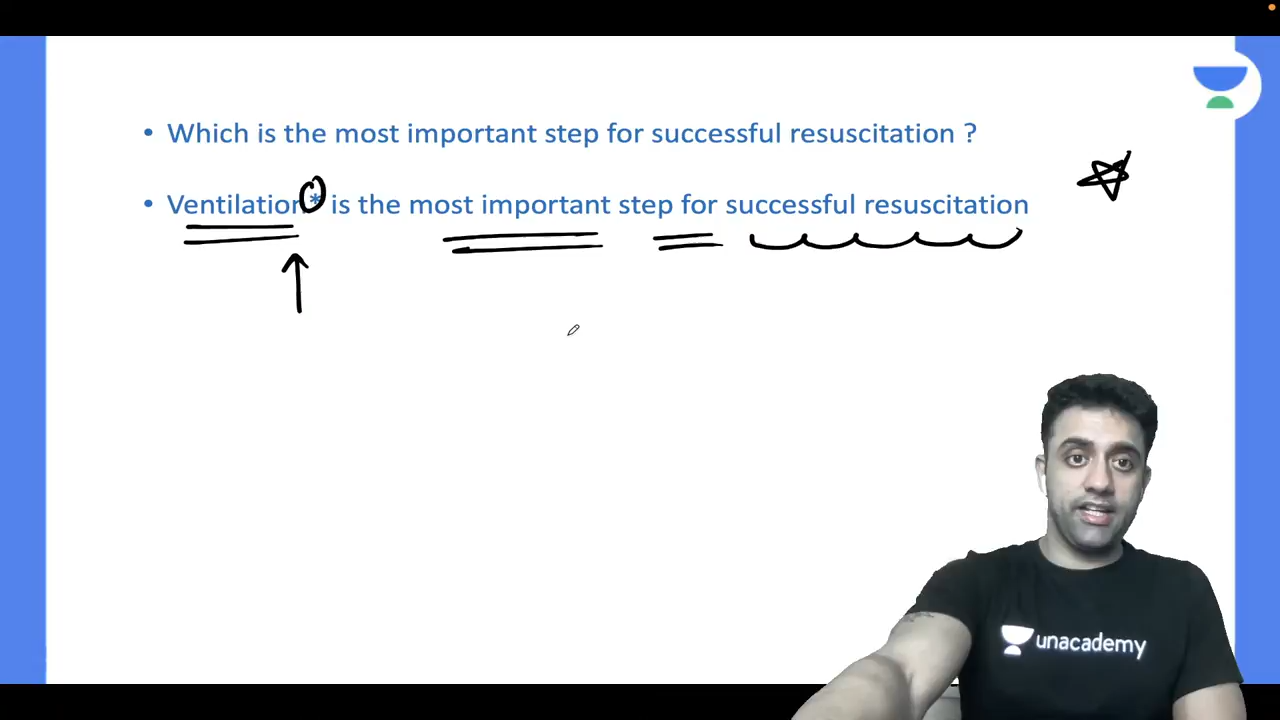 • Which is the most important step for successful resuscitation ?
• Ventilation * is the most important step for successful resuscitation
unacademy